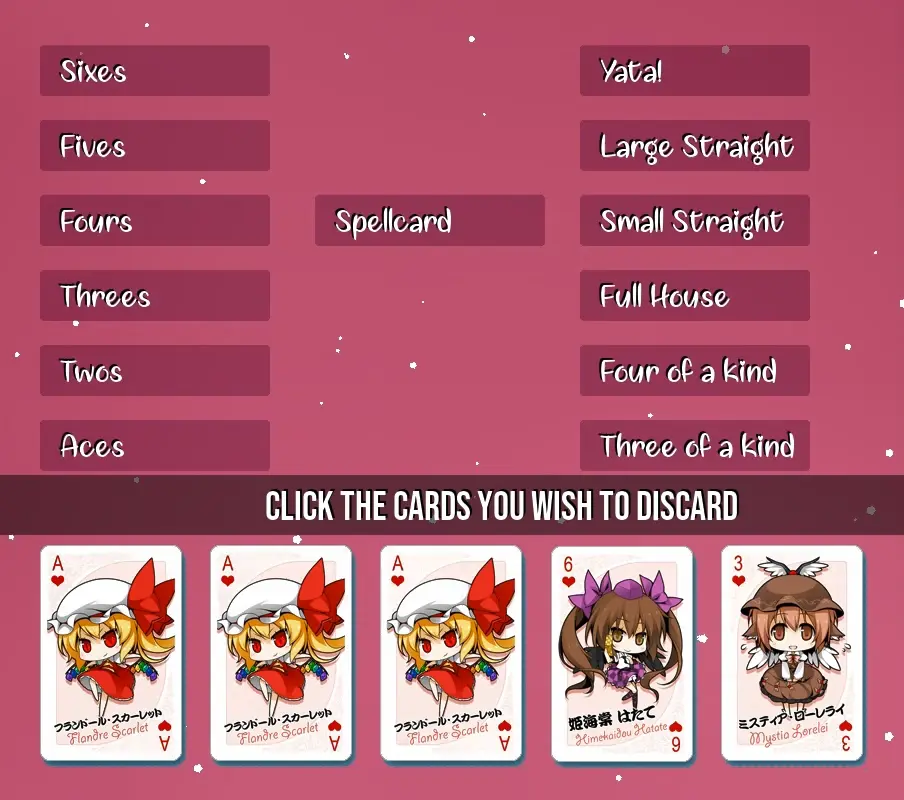 Sixes
Yata!
Fives
Large Straight
Fours
Spellcard
Small Straight
Threes
Full House
Twos
Four of a kind
Aces
Three of a kind
CLICK THE CARDS YOU WISH TO DISCARD
A
A
A
6
3
フランドール・スカーレット
フランドール・スカーレット
フランドール・スカーレット
姫海棠 はたて
ミスティア・ローレライ
Flandre Scarlet
Flandre Scarlet
Flandre Scarlet
Himekaidou Hatate
Mystia Lorelei
A
A
A
6
3